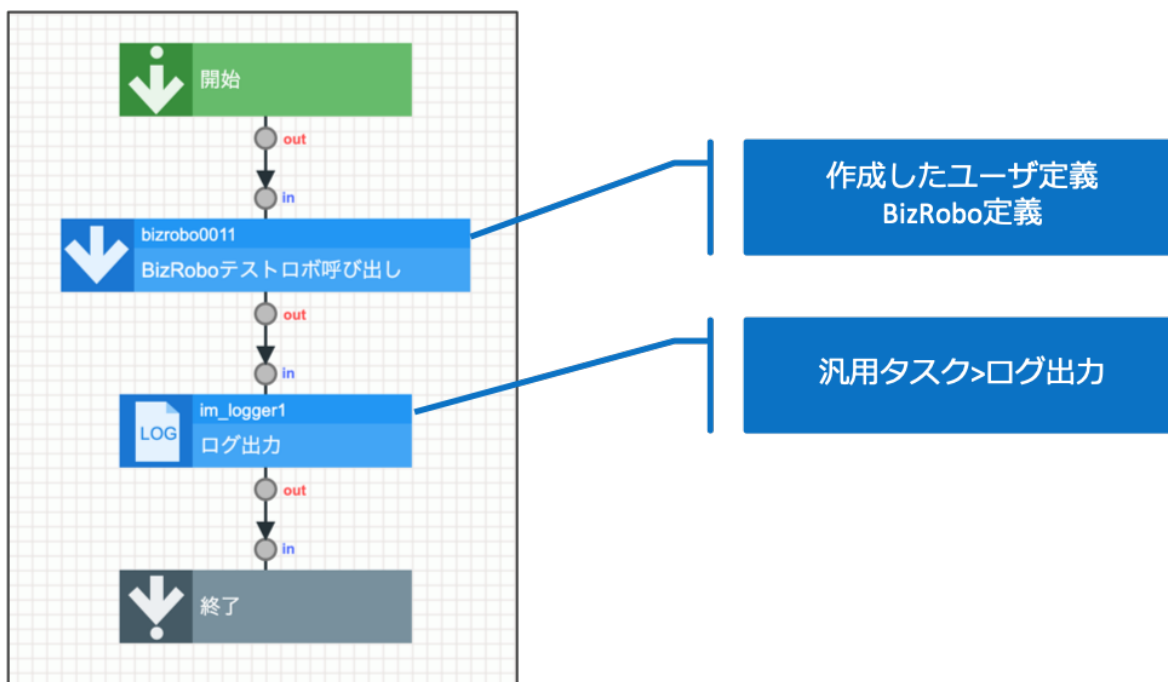 開始
out
in
bizrobo0011
BizRoboテストロボ呼び出し
out
in
LOG
im_logger1
ログ出力
out
in
終了
作成したユーザ定義
BizRobo定義
汎用タスク>ログ出力